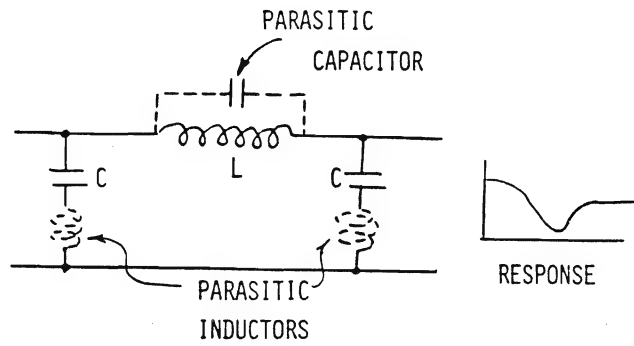 PARASITIC
CAPACITOR
C
L
C
PARASITIC
INDUCTORS
RESPONSE